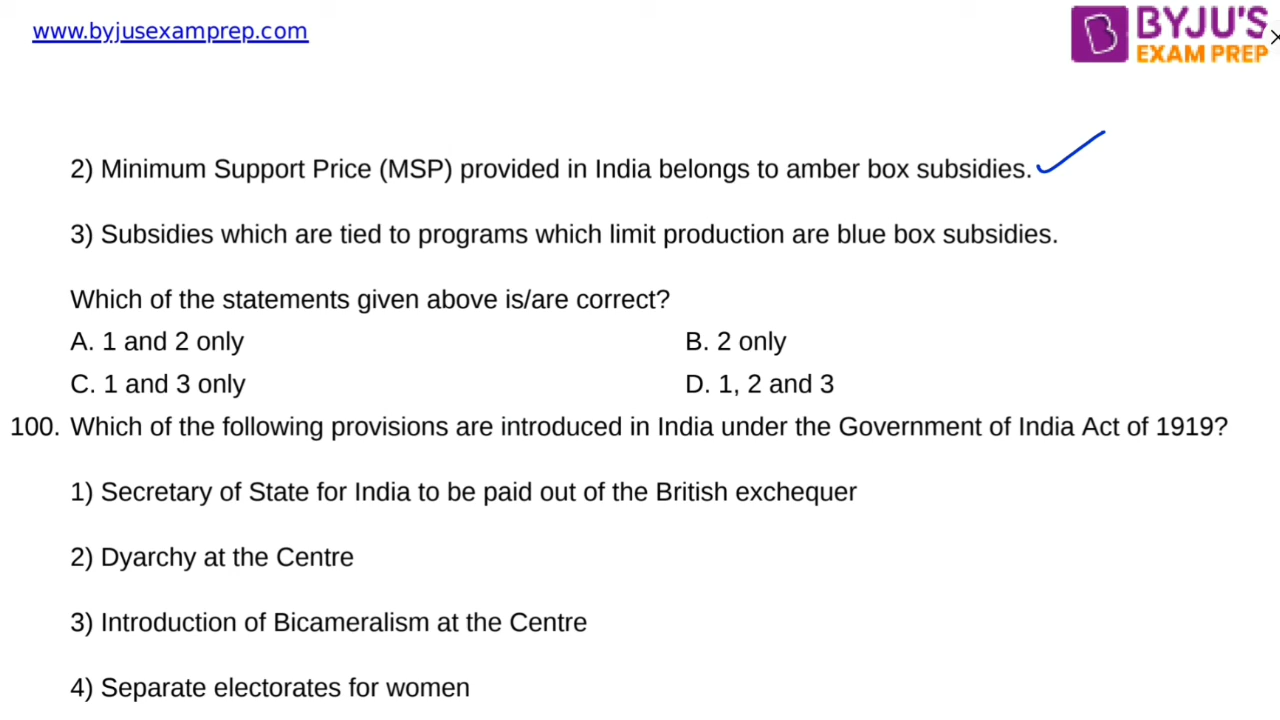 www.byjusexamprep.com
BYJU'S
EXAM PREP
2) Minimum Support Price (MSP) provided in India belongs to amber box subsidies.
3) Subsidies which are tied to programs which limit production are blue box subsidies.
Which of the statements given above is/are correct?
A. 1 and 2 only B. 2 only
C. 1 and 3 only D. 1, 2 and 3
100. Which of the following provisions are introduced in India under the Government of India Act of 1919?
1) Secretary of State for India to be paid out of the British exchequer
2) Dyarchy at the Centre
3) Introduction of Bicameralism at the Centre
4) Separate electorates for women